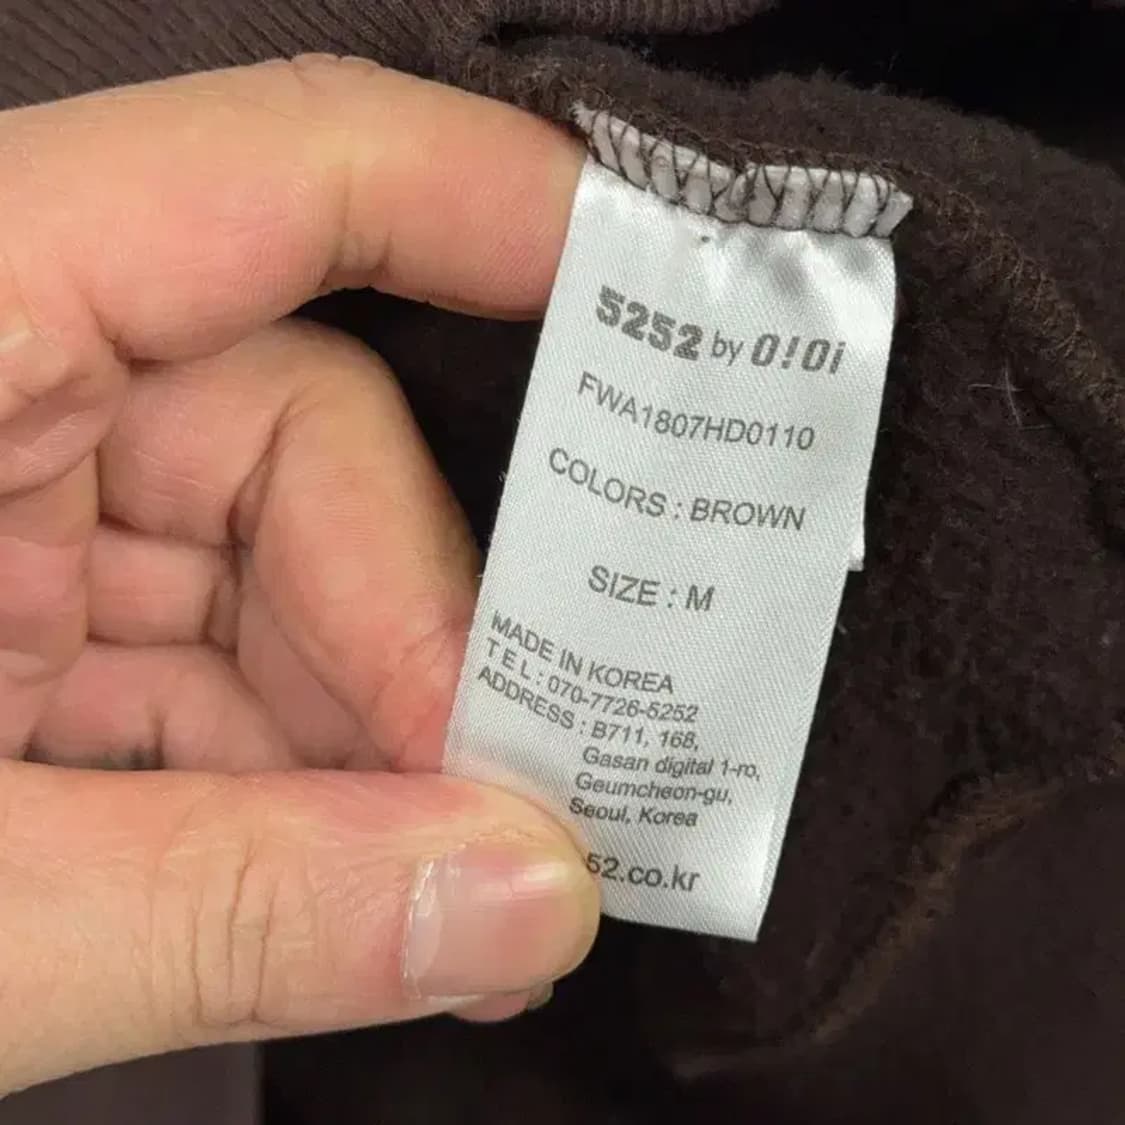 5252 by O!Oi
FWA1807HD0110
COLORS : BROWN
SIZE : M
MADE IN KOREA
TEL : 070-7726-5252
ADDRESS : B711, 168,
Gasan digital 1-ro,
Geumcheon-gu,
Seoul, Korea
52.co.kr